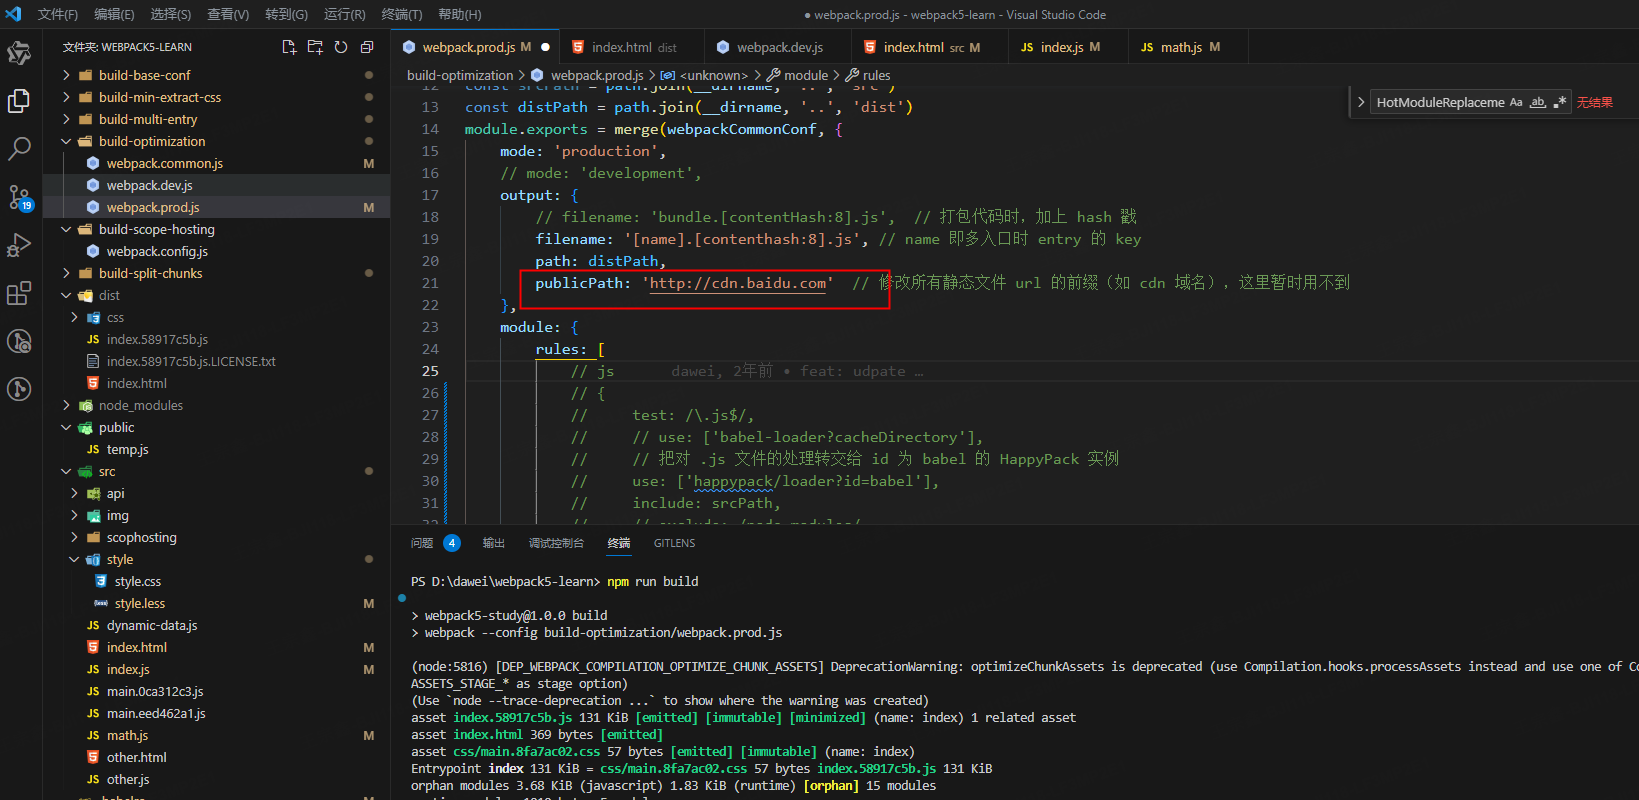 文件(F) 编辑(E) 选择(S) 查看(V) 转到(G) 运行(R) 终端(T) 帮助(H)
● webpack.prod.js - webpack5-learn - Visual Studio Code
文件夹: WEBPACK5-LEARN
build-base-conf
build-min-extract-css
build-multi-entry
build-optimization
webpack.common.js M
webpack.dev.js
webpack.prod.js M
build-scope-hosting
webpack.config.js
build-split-chunks
dist
css
index.58917c5b.js
index.58917c5b.js.LICENSE.txt
index.html
node_modules
public
temp.js
src
api
img
scophosting
style
style.css
style.less M
dynamic-data.js
index.html M
index.js M
main.0ca312c3.js
main.eed462a1.js
math.js M
other.html
other.js
19
webpack.prod.js M ● index.html dist webpack.dev.js index.html src M JS index.js M JS math.js M
build-optimization > webpack.prod.js > <unknown> > module > rules
HotModuleReplaceme Aa ab .* 无结果
12 const srcPath = path.join(__dirname, '..', 'src')
13 const distPath = path.join(__dirname, '..', 'dist')
14 module.exports = merge(webpackCommonConf, {
15 mode: 'production',
16 // mode: 'development',
17 output: {
18 // filename: 'bundle.[contentHash:8].js', // 打包代码时，加上 hash 戳
19 filename: '[name].[contenthash:8].js', // name 即多入口时 entry 的 key
20 path: distPath,
21 publicPath: 'http://cdn.baidu.com' // 修改所有静态文件 url 的前缀（如 cdn 域名），这里暂时用不到
22 },
23 module: {
24 rules: [
25 // js dawei, 2年前 • feat: udpate …
26 // {
27 // test: /\.js$/,
28 // // use: ['babel-loader?cacheDirectory'],
29 // // 把对 .js 文件的处理转交给 id 为 babel 的 HappyPack 实例
30 // use: ['happypack/loader?id=babel'],
31 // include: srcPath,
32 // // exclude: /node_modules/
问题 4 输出 调试控制台 终端 GITLENS
PS D:\dawei\webpack5-learn> npm run build
> webpack5-study@1.0.0 build
> webpack --config build-optimization/webpack.prod.js
(node:5816) [DEP_WEBPACK_COMPILATION_OPTIMIZE_CHUNK_ASSETS] DeprecationWarning: optimizeChunkAssets is deprecated (use Compilation.hooks.processAssets instead and use one of Co
ASSETS_STAGE_* as stage option)
(Use `node --trace-deprecation ...` to show where the warning was created)
asset index.58917c5b.js 131 KiB [emitted] [immutable] [minimized] (name: index) 1 related asset
asset index.html 369 bytes [emitted]
asset css/main.8fa7ac02.css 57 bytes [emitted] [immutable] (name: index)
Entrypoint index 131 KiB = css/main.8fa7ac02.css 57 bytes index.58917c5b.js 131 KiB
orphan modules 3.68 KiB (javascript) 1.83 KiB (runtime) [orphan] 15 modules